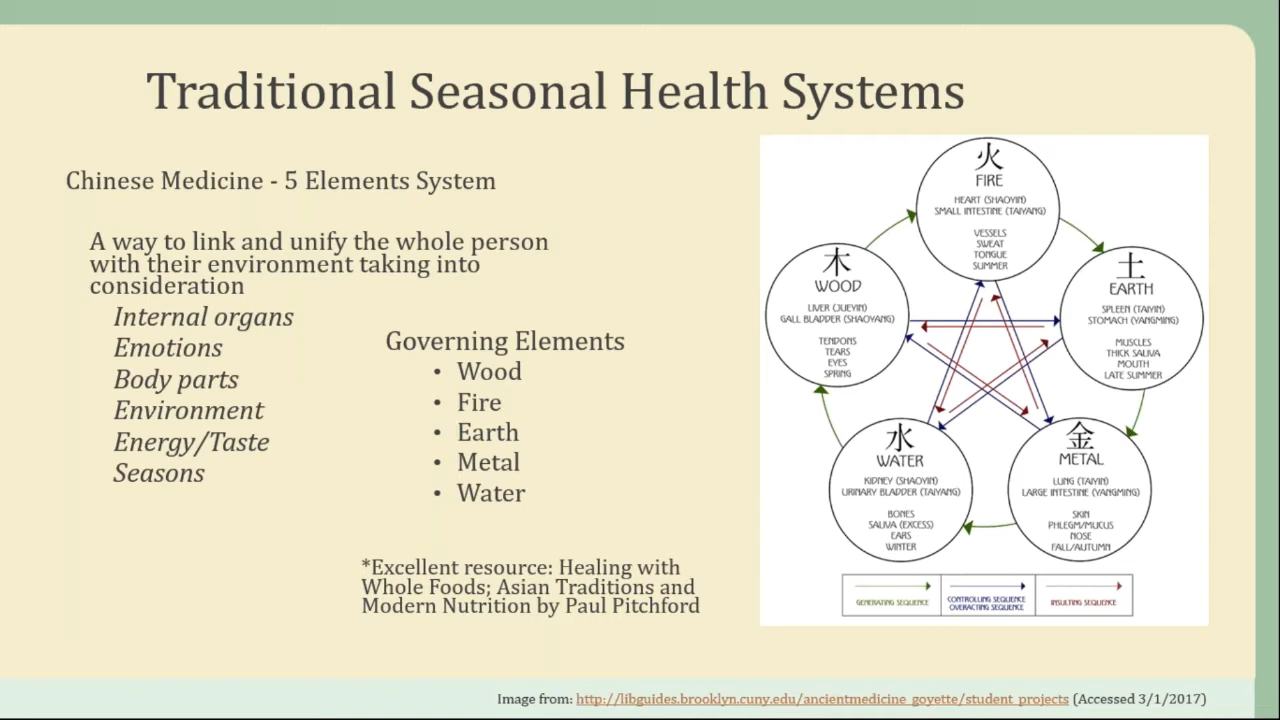 Traditional Seasonal Health Systems
Chinese Medicine - 5 Elements System
A way to link and unify the whole person
with their environment taking into
consideration
Internal organs
Emotions
Body parts
Environment
Energy/Taste
Seasons
Governing Elements
• Wood
• Fire
• Earth
• Metal
• Water
*Excellent resource: Healing with
Whole Foods; Asian Traditions and
Modern Nutrition by Paul Pitchford
火
FIRE
HEART (SHAOYIN)
SMALL INTESTINE (TAIYANG)
VESSELS
SWEAT
TONGUE
SUMMER
木
WOOD
LIVER (JUEYIN)
GALL BLADDER (SHAOYANG)
TENDONS
TEARS
EYES
SPRING
土
EARTH
SPLEEN (TAIYIN)
STOMACH (YANGMING)
MUSCLES
THICK SALIVA
MOUTH
LATE SUMMER
水
WATER
KIDNEY (SHAOYIN)
URINARY BLADDER (TAIYANG)
BONES
SALIVA (EXCESS)
EARS
WINTER
金
METAL
LUNG (TAIYIN)
LARGE INTESTINE (YANGMING)
SKIN
PHLEGM/MUCUS
NOSE
FALL/AUTUMN
GENERATING SEQUENCE
CONTROLLING SEQUENCE
OVERACTING SEQUENCE
INSULTING SEQUENCE
Image from: http://libguides.brooklyn.cuny.edu/ancientmedicine_goyette/student_projects (Accessed 3/1/2017)